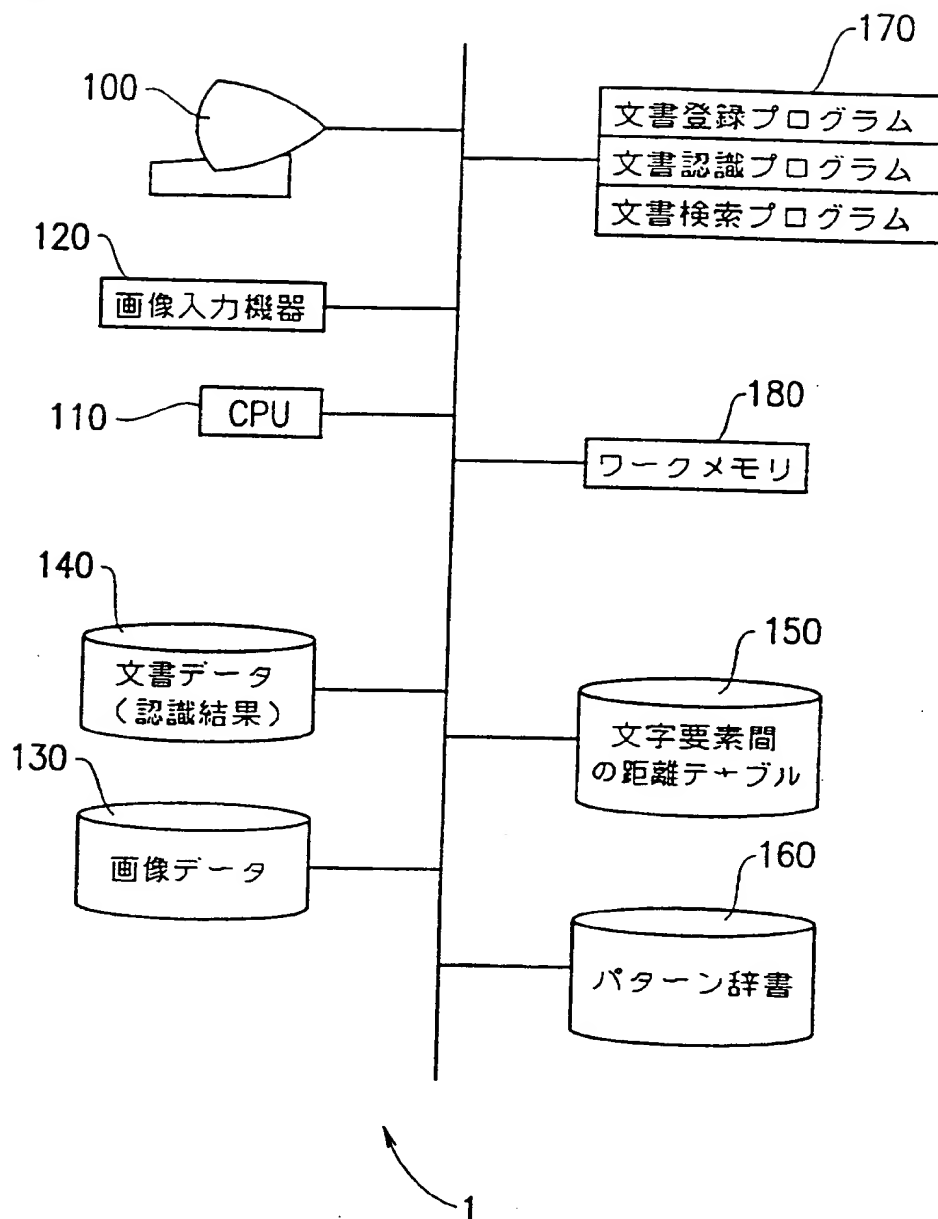 170
100
文書登録プログラム
文書認識プログラム
文書検索プログラム
120
画像入力機器
110
CPU
180
ワークメモリ
140
文書データ
(認識結果)
150
文字要素間
の距離テーブル
130
画像データ
160
パターン辞書
1